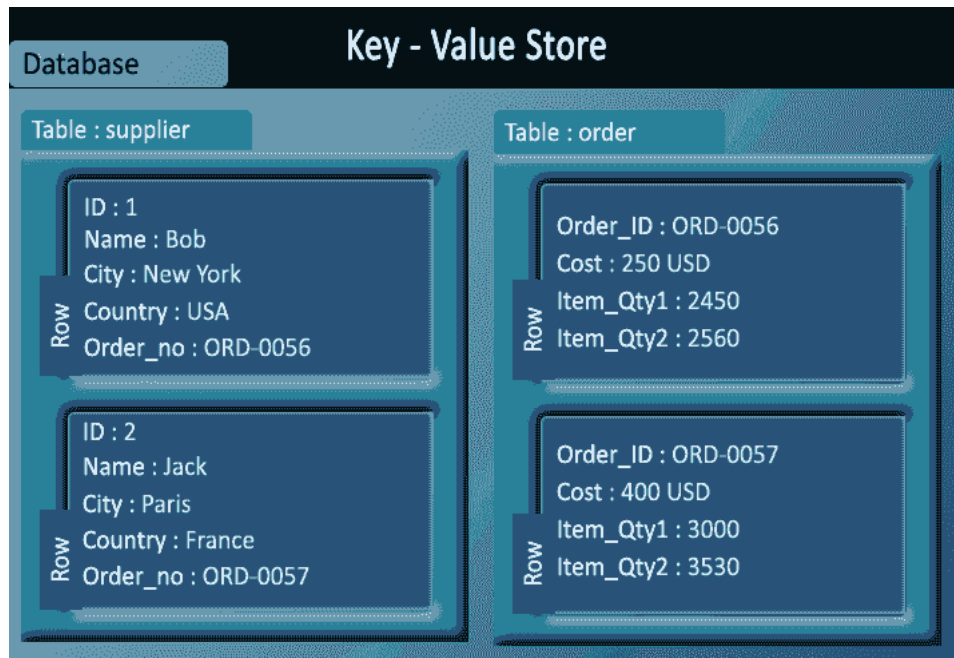 Key - Value Store
Database
Table : supplier
Row
ID : 1
Name : Bob
City : New York
Country : USA
Order_no : ORD-0056
Row
ID : 2
Name : Jack
City : Paris
Country : France
Order_no : ORD-0057
Table : order
Row
Order_ID : ORD-0056
Cost : 250 USD
Item_Qty1 : 2450
Item_Qty2 : 2560
Row
Order_ID : ORD-0057
Cost : 400 USD
Item_Qty1 : 3000
Item_Qty2 : 3530